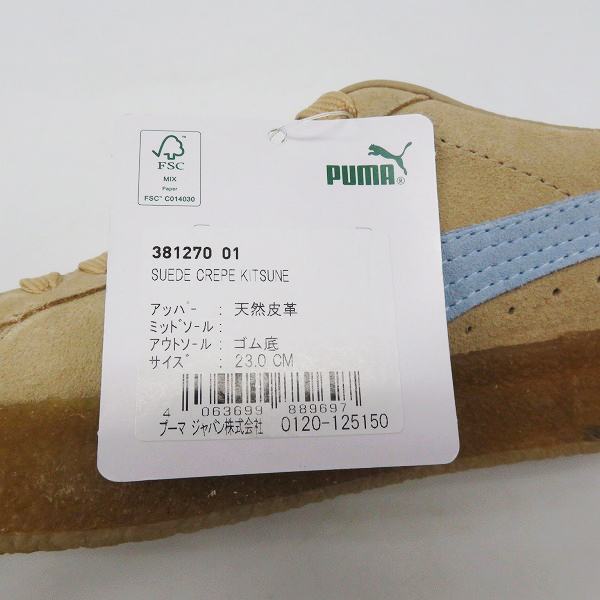 FSC
MIX
Paper
FSC™ C014030
PUMA®
381270 01
SUEDE CREPE KITSUNE
アッパー : 天然皮革
ミッドソール :
アウトソール : ゴム底
サイズ : 23.0 CM
4 063699 889697
プーマ ジャパン株式会社 0120-125150